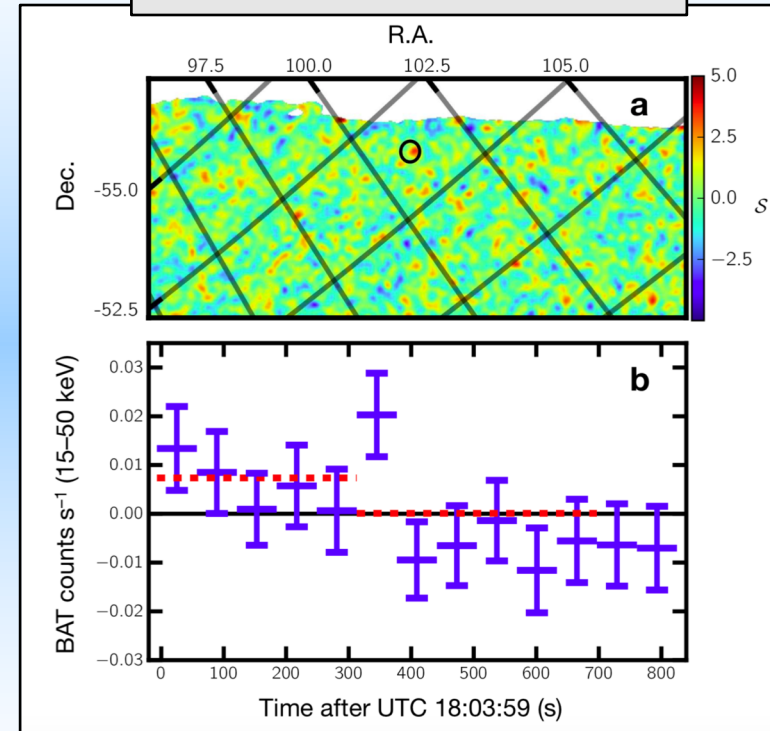 R.A.
97.5 100.0 102.5 105.0
a
5.0
2.5
0.0
−2.5
S
Dec.
-55.0
-52.5
b
BAT counts s⁻¹ (15–50 keV)
0.03
0.02
0.01
0.00
−0.01
−0.02
−0.03
0 100 200 300 400 500 600 700 800
Time after UTC 18:03:59 (s)